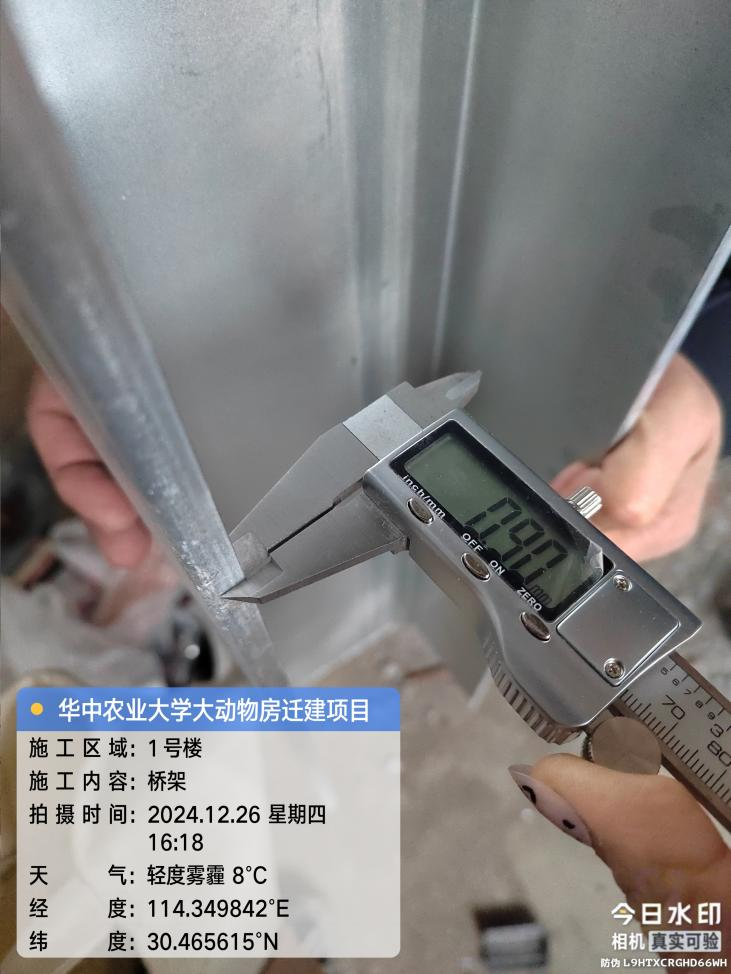 inch/mm
OFF
ON
ZERO
0.90
mm
70
80
华中农业大学大动物房迁建项目
施工区域：1号楼
施工内容：桥架
拍摄时间：2024.12.26 星期四
16:18
天气：轻度雾霾 8°C
经度：114.349842°E
纬度：30.465615°N
今日水印
相机 真实可验
防伪 L9HTXCRGHD66WH